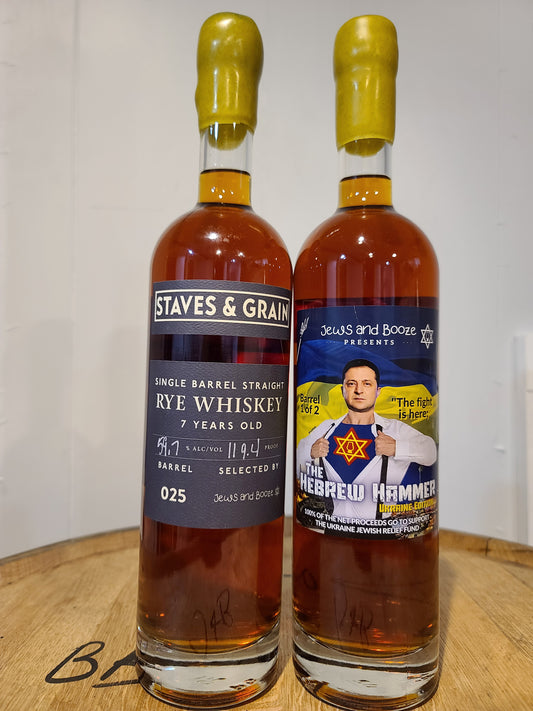 STAVES & GRAIN
SINGLE BARREL STRAIGHT
RYE WHISKEY
7 YEARS OLD
59.7 % ALC/VOL 119.4 PROOF
BARREL SELECTED BY
025 Jews and Booze
Jews and Booze
PRESENTS
Barrel
1 of 2
"The fight
is here;
THE
HEBREW HAMMER
UKRAINE EDITION
100% OF THE NET PROCEEDS GO TO SUPPORT
THE UKRAINE JEWISH RELIEF FUND